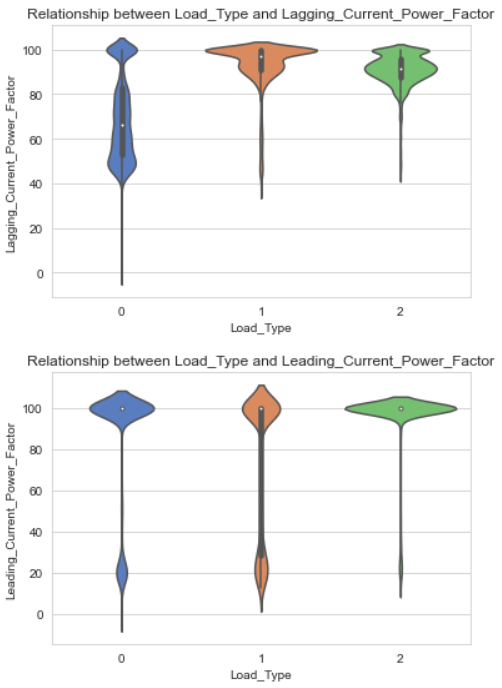 Relationship between Load_Type and Lagging_Current_Power_Factor
100
80
60
40
20
0
Lagging_Current_Power_Factor
0 1 2
Load_Type
Relationship between Load_Type and Leading_Current_Power_Factor
100
80
60
40
20
0
Leading_Current_Power_Factor
0 1 2
Load_Type